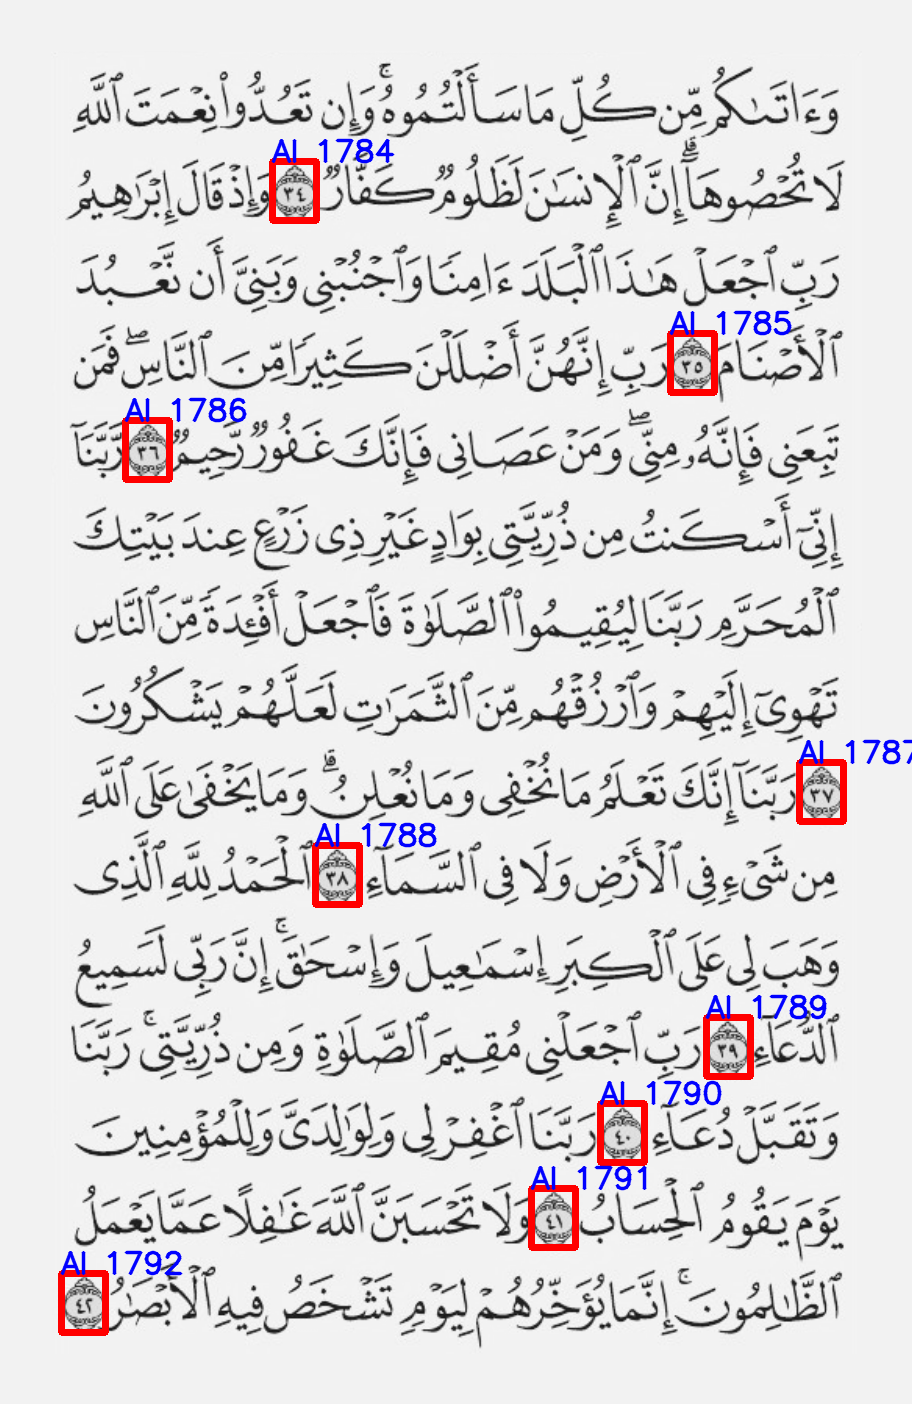 وَءَاتَىٰكُم مِّن كُلِّ مَا سَأَلْتُمُوهُ ۚ وَإِن تَعُدُّوا۟ نِعْمَتَ ٱللَّهِ
AI 1784
لَا تُحْصُوهَآ ۗ إِنَّ ٱلْإِنسَٰنَ لَظَلُومٌ كَفَّارٌ ٣٤ وَإِذْ قَالَ إِبْرَٰهِيمُ
رَبِّ ٱجْعَلْ هَٰذَا ٱلْبَلَدَ ءَامِنًا وَٱجْنُبْنِى وَبَنِىَّ أَن نَّعْبُدَ
AI 1785
ٱلْأَصْنَامَ ٣٥ رَبِّ إِنَّهُنَّ أَضْلَلْنَ كَثِيرًا مِّنَ ٱلنَّاسِ ۖ فَمَن
AI 1786
تَبِعَنِى فَإِنَّهُۥ مِنِّى ۖ وَمَنْ عَصَانِى فَإِنَّكَ غَفُورٌ رَّحِيمٌ ٣٦ رَّبَّنَآ
إِنِّىٓ أَسْكَنتُ مِن ذُرِّيَّتِى بِوَادٍ غَيْرِ ذِى زَرْعٍ عِندَ بَيْتِكَ
ٱلْمُحَرَّمِ رَبَّنَا لِيُقِيمُوا۟ ٱلصَّلَوٰةَ فَٱجْعَلْ أَفْـِٔدَةً مِّنَ ٱلنَّاسِ
تَهْوِىٓ إِلَيْهِمْ وَٱرْزُقْهُم مِّنَ ٱلثَّمَرَٰتِ لَعَلَّهُمْ يَشْكُرُونَ
AI 1787
٣٧ رَبَّنَآ إِنَّكَ تَعْلَمُ مَا نُخْفِى وَمَا نُعْلِنُ ۗ وَمَا يَخْفَىٰ عَلَى ٱللَّهِ
AI 1788
مِن شَىْءٍ فِى ٱلْأَرْضِ وَلَا فِى ٱلسَّمَآءِ ٣٨ ٱلْحَمْدُ لِلَّهِ ٱلَّذِى
وَهَبَ لِى عَلَى ٱلْكِبَرِ إِسْمَٰعِيلَ وَإِسْحَٰقَ ۚ إِنَّ رَبِّى لَسَمِيعُ
AI 1789
ٱلدُّعَآءِ ٣٩ رَبِّ ٱجْعَلْنِى مُقِيمَ ٱلصَّلَوٰةِ وَمِن ذُرِّيَّتِى ۚ رَبَّنَا
AI 1790
وَتَقَبَّلْ دُعَآءِ ٤٠ رَبَّنَا ٱغْفِرْ لِى وَلِوَٰلِدَىَّ وَلِلْمُؤْمِنِينَ
AI 1791
يَوْمَ يَقُومُ ٱلْحِسَابُ ٤١ وَلَا تَحْسَبَنَّ ٱللَّهَ غَٰفِلًا عَمَّا يَعْمَلُ
AI 1792
ٱلظَّٰلِمُونَ ۚ إِنَّمَا يُؤَخِّرُهُمْ لِيَوْمٍ تَشْخَصُ فِيهِ ٱلْأَبْصَٰرُ ٤٢